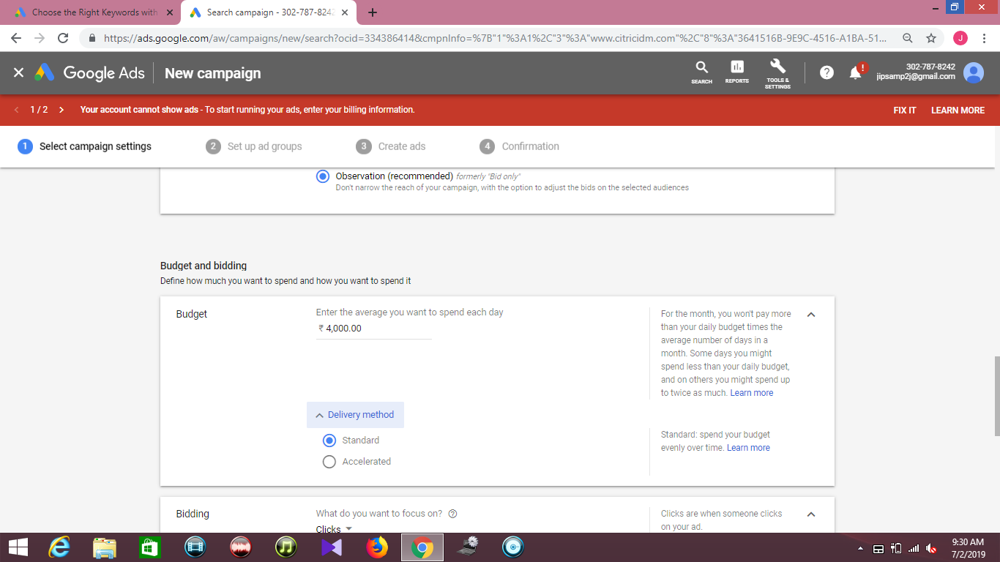 Choose the Right Keywords with
Search campaign - 302-787-8242
https://ads.google.com/aw/campaigns/new/search?ocid=334386414&cmpnInfo=%7B"1"%3A1%2C"3"%3A"www.citricidm.com"%2C"8"%3A"3641516B-9E9C-4516-A1BA-51...
J
Google Ads
New campaign
SEARCH
REPORTS
TOOLS & SETTINGS
302-787-8242
jipsamp2j@gmail.com
1 / 2
Your account cannot show ads - To start running your ads, enter your billing information.
FIX IT
LEARN MORE
1 Select campaign settings
2 Set up ad groups
3 Create ads
4 Confirmation
Observation (recommended) formerly "Bid only"
Don't narrow the reach of your campaign, with the option to adjust the bids on the selected audiences
Budget and bidding
Define how much you want to spend and how you want to spend it
Budget
Enter the average you want to spend each day
₹ 4,000.00
For the month, you won't pay more
than your daily budget times the
average number of days in a
month. Some days you might
spend less than your daily budget,
and on others you might spend up
to twice as much. Learn more
Delivery method
Standard
Accelerated
Standard: spend your budget
evenly over time. Learn more
Bidding
What do you want to focus on?
Clicks
Clicks are when someone clicks
on your ad.
9:30 AM
7/2/2019